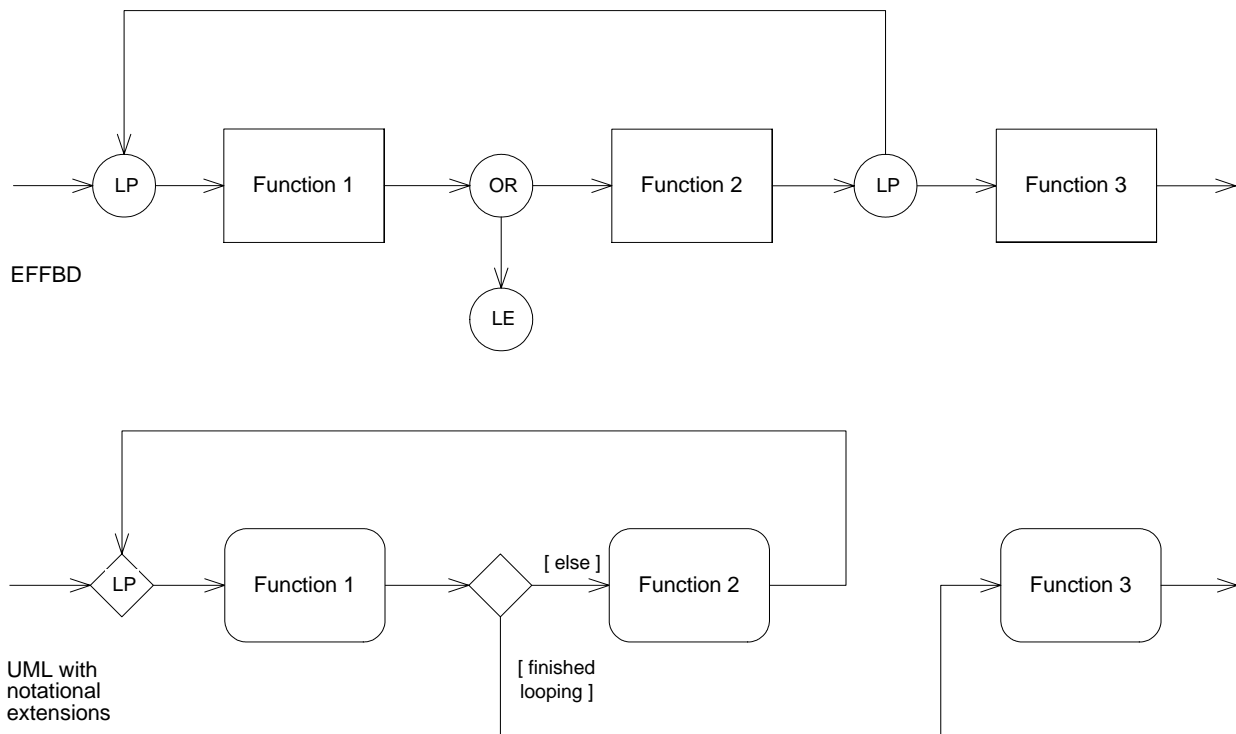 LP
Function 1
OR
Function 2
LP
Function 3
EFFBD
LE
LP
Function 1
[ else ]
Function 2
Function 3
UML with
notational
extensions
[ finished
looping ]